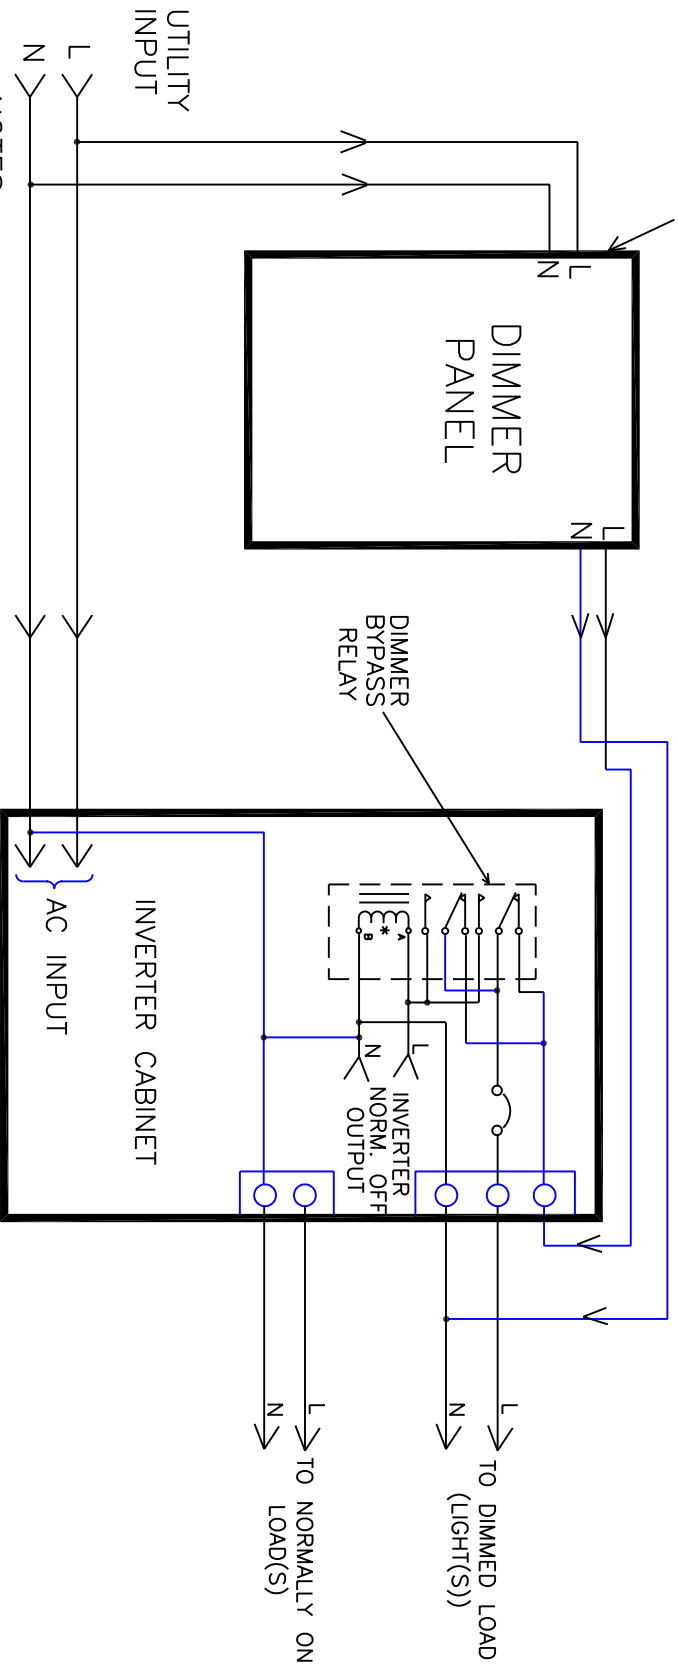 UTILITY
INPUT
L
N
L
N
DIMMER
PANEL
L
N
DIMMER
BYPASS
RELAY
A
*
B
L
N
INVERTER
NORM. OFF
OUTPUT
INVERTER CABINET
AC INPUT
L
N
TO DIMMED LOAD
(LIGHT(S))
L
N
TO NORMALLY ON
LOAD(S)